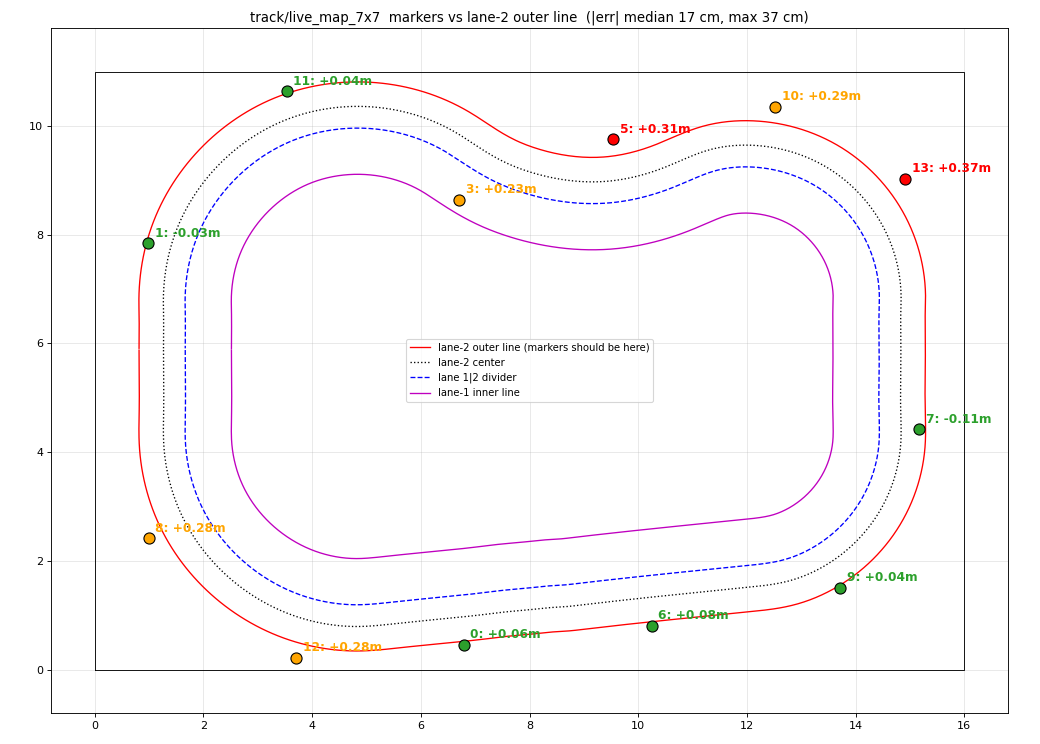 track/live_map_7x7 markers vs lane-2 outer line (|err| median 17 cm, max 37 cm)
11: +0.04m
10: +0.29m
5: +0.31m
13: +0.37m
3: +0.23m
1: -0.03m
lane-2 outer line (markers should be here)
lane-2 center
lane 1|2 divider
lane-1 inner line
7: -0.11m
8: +0.28m
9: +0.04m
6: +0.08m
0: +0.06m
12: +0.28m
10
8
6
4
2
0
0 2 4 6 8 10 12 14 16